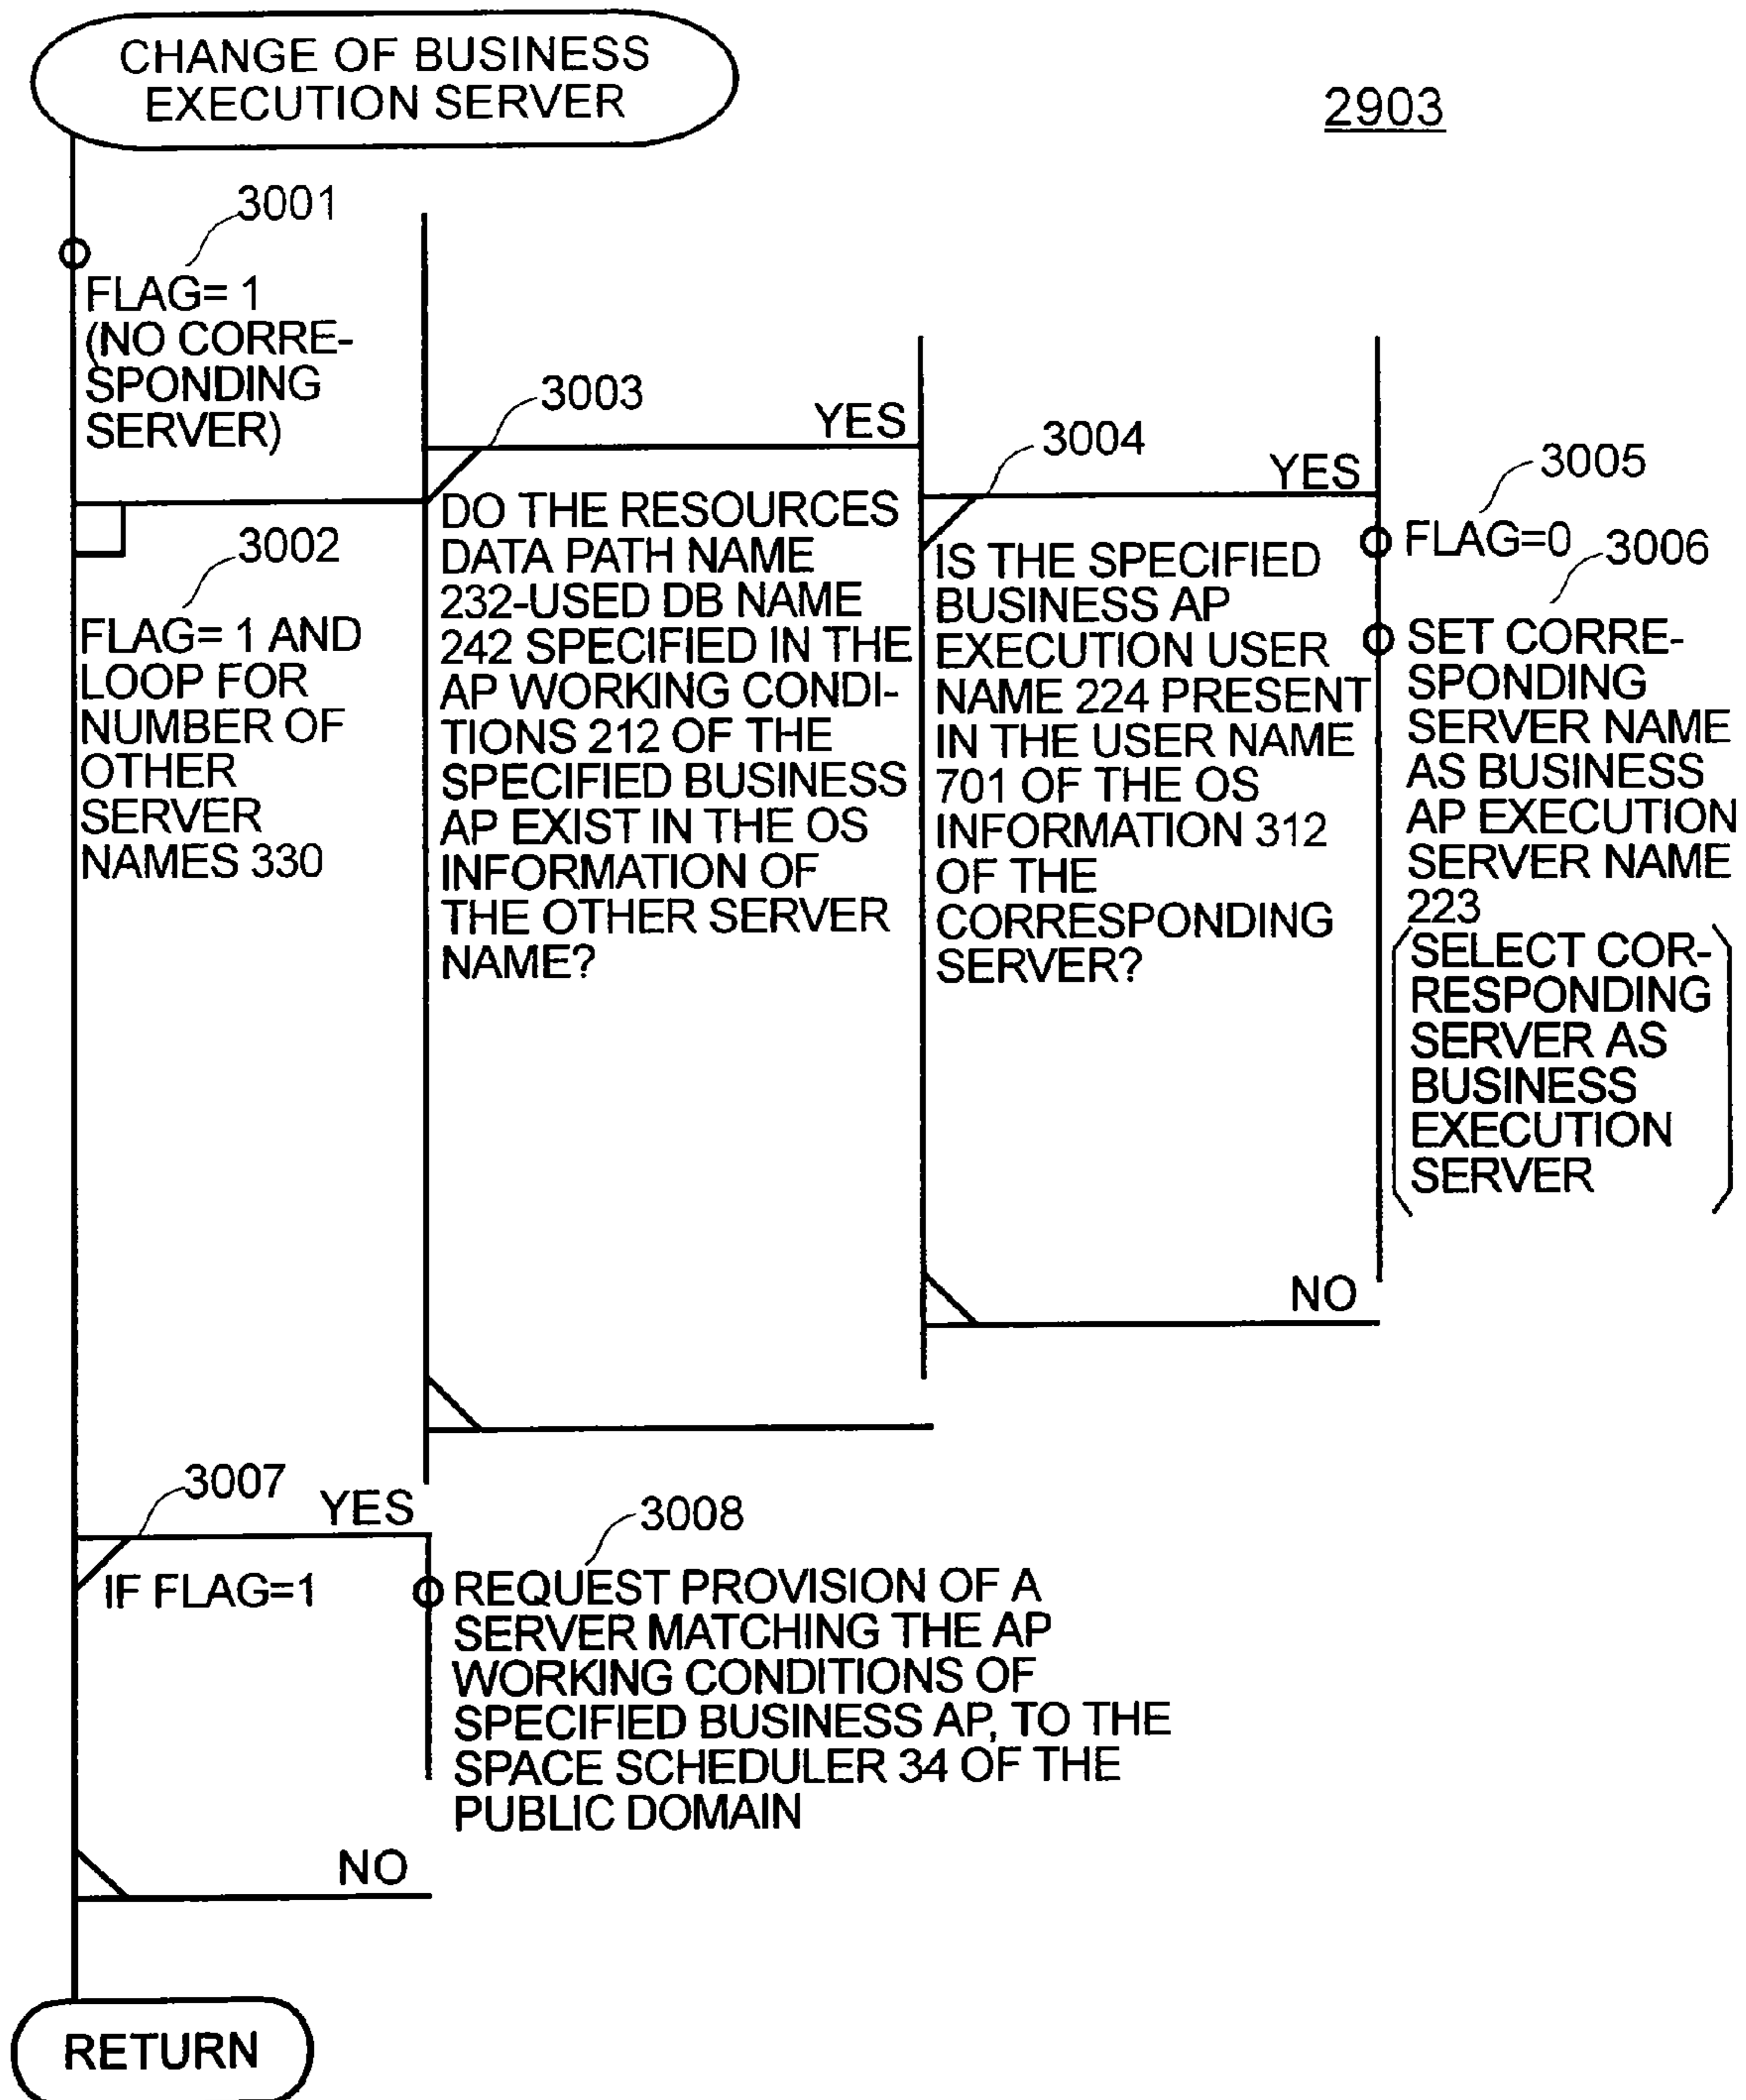 CHANGE OF BUSINESS
EXECUTION SERVER
2903
3001
FLAG= 1
(NO CORRE-
SPONDING
SERVER)
3002
FLAG= 1 AND
LOOP FOR
NUMBER OF
OTHER
SERVER
NAMES 330
3003
YES
DO THE RESOURCES
DATA PATH NAME
232-USED DB NAME
242 SPECIFIED IN THE
AP WORKING CONDI-
TIONS 212 OF THE
SPECIFIED BUSINESS
AP EXIST IN THE OS
INFORMATION OF
THE OTHER SERVER
NAME?
3004
YES
IS THE SPECIFIED
BUSINESS AP
EXECUTION USER
NAME 224 PRESENT
IN THE USER NAME
701 OF THE OS
INFORMATION 312
OF THE
CORRESPONDING
SERVER?
NO
3005
FLAG=0
3006
SET CORRE-
SPONDING
SERVER NAME
AS BUSINESS
AP EXECUTION
SERVER NAME
223
SELECT COR-
RESPONDING
SERVER AS
BUSINESS
EXECUTION
SERVER
3007
YES
IF FLAG=1
3008
REQUEST PROVISION OF A
SERVER MATCHING THE AP
WORKING CONDITIONS OF
SPECIFIED BUSINESS AP, TO THE
SPACE SCHEDULER 34 OF THE
PUBLIC DOMAIN
NO
RETURN